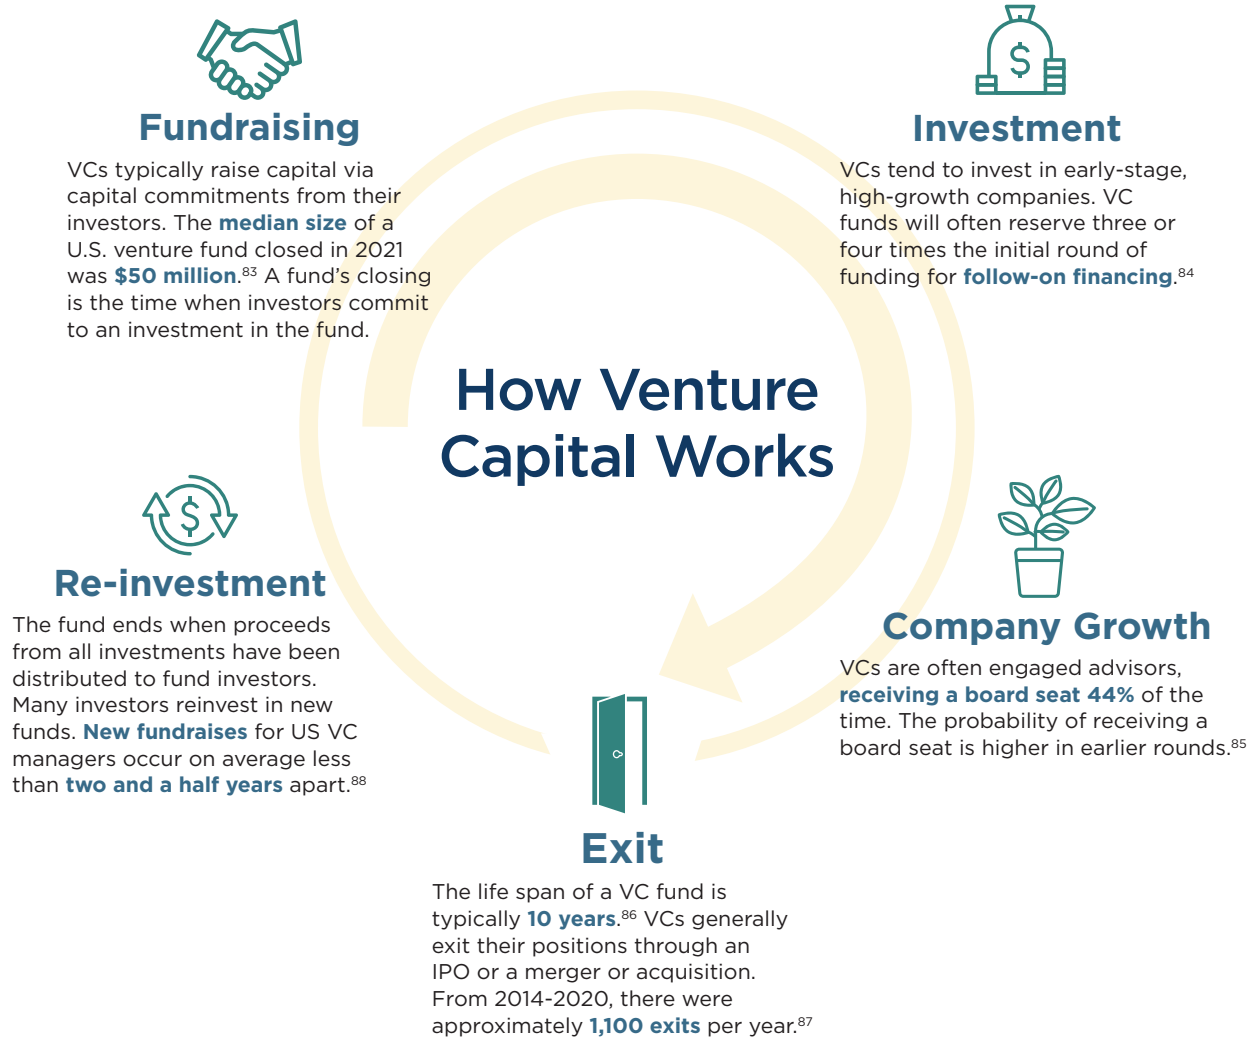 How Venture
Capital Works
Fundraising
VCs typically raise capital via
capital commitments from their
investors. The median size of a
U.S. venture fund closed in 2021
was $50 million.83 A fund’s closing
is the time when investors commit
to an investment in the fund.
Investment
VCs tend to invest in early-stage,
high-growth companies. VC
funds will often reserve three or
four times the initial round of
funding for follow-on financing.84
Company Growth
VCs are often engaged advisors,
receiving a board seat 44% of the
time. The probability of receiving a
board seat is higher in earlier rounds.85
Exit
The life span of a VC fund is
typically 10 years.86 VCs generally
exit their positions through an
IPO or a merger or acquisition.
From 2014-2020, there were
approximately 1,100 exits per year.87
Re-investment
The fund ends when proceeds
from all investments have been
distributed to fund investors.
Many investors reinvest in new
funds. New fundraises for US VC
managers occur on average less
than two and a half years apart.88
$
$